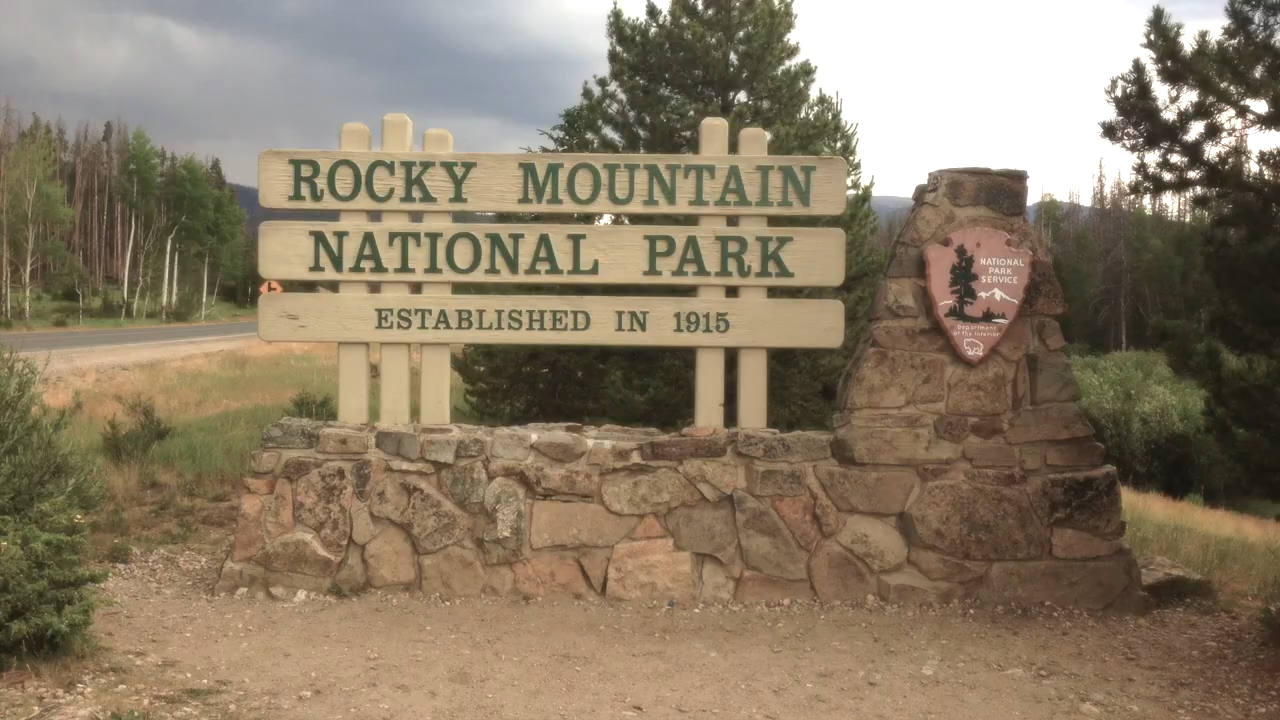 ROCKY MOUNTAIN
NATIONAL PARK
ESTABLISHED IN 1915
NATIONAL
PARK
SERVICE
Department
of the Interior